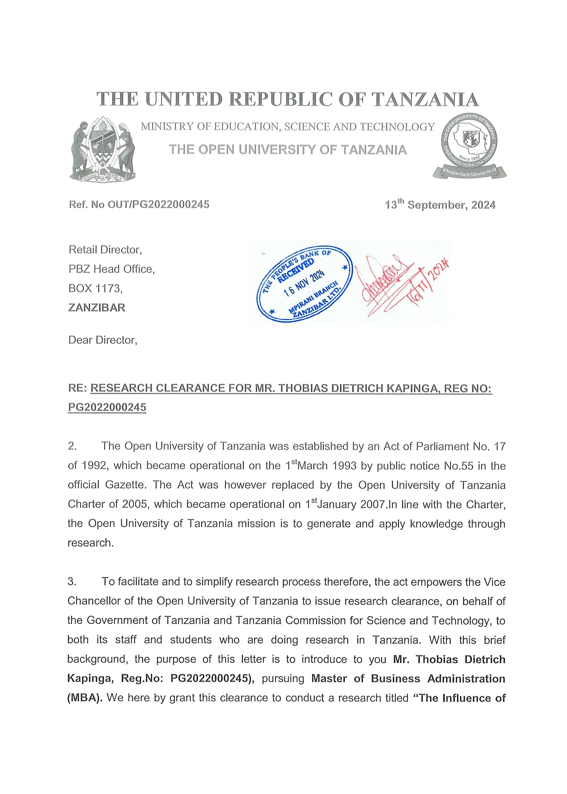 THE UNITED REPUBLIC OF TANZANIA
MINISTRY OF EDUCATION, SCIENCE AND TECHNOLOGY
THE OPEN UNIVERSITY OF TANZANIA
Ref. No OUT/PG2022000245
13th September, 2024
Retail Director,
PBZ Head Office,
BOX 1173,
ZANZIBAR
THE PEOPLE'S BANK OF
RECEIVED
16 NOV 2024
MPIRANI BRANCH
ZANZIBAR LTD.
16/11/2024
Dear Director,
RE: RESEARCH CLEARANCE FOR MR. THOBIAS DIETRICH KAPINGA, REG NO:
PG2022000245
2. The Open University of Tanzania was established by an Act of Parliament No. 17
of 1992, which became operational on the 1stMarch 1993 by public notice No.55 in the
official Gazette. The Act was however replaced by the Open University of Tanzania
Charter of 2005, which became operational on 1stJanuary 2007.In line with the Charter,
the Open University of Tanzania mission is to generate and apply knowledge through
research.
3. To facilitate and to simplify research process therefore, the act empowers the Vice
Chancellor of the Open University of Tanzania to issue research clearance, on behalf of
the Government of Tanzania and Tanzania Commission for Science and Technology, to
both its staff and students who are doing research in Tanzania. With this brief
background, the purpose of this letter is to introduce to you Mr. Thobias Dietrich
Kapinga, Reg.No: PG2022000245), pursuing Master of Business Administration
(MBA). We here by grant this clearance to conduct a research titled “The Influence of